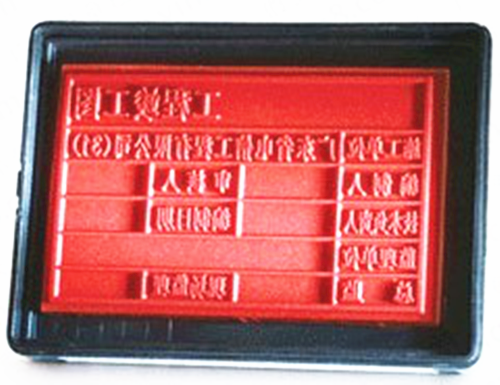 工程竣工图
施工单位 广东省电信工程有限公司
编制人 审核人
技术负责人 编制日期
监理单位
总监 现场监理